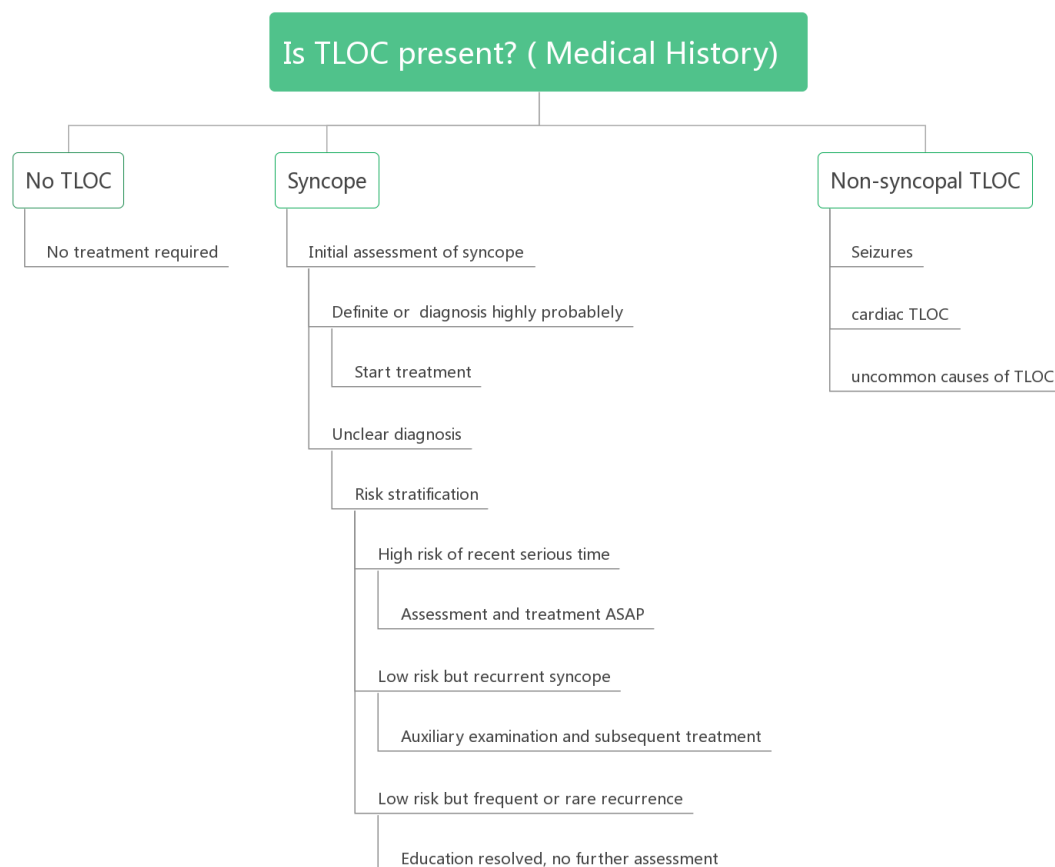 Is TLOC present? ( Medical History)
No TLOC
Syncope
Non-syncopal TLOC
No treatment required
Initial assessment of syncope
Seizures
Definite or  diagnosis highly probablely
cardiac TLOC
Start treatment
uncommon causes of TLOC
Unclear diagnosis
Risk stratification
High risk of recent serious time
Assessment and treatment ASAP
Low risk but recurrent syncope
Auxiliary examination and subsequent treatment
Low risk but frequent or rare recurrence
Education resolved, no further assessment